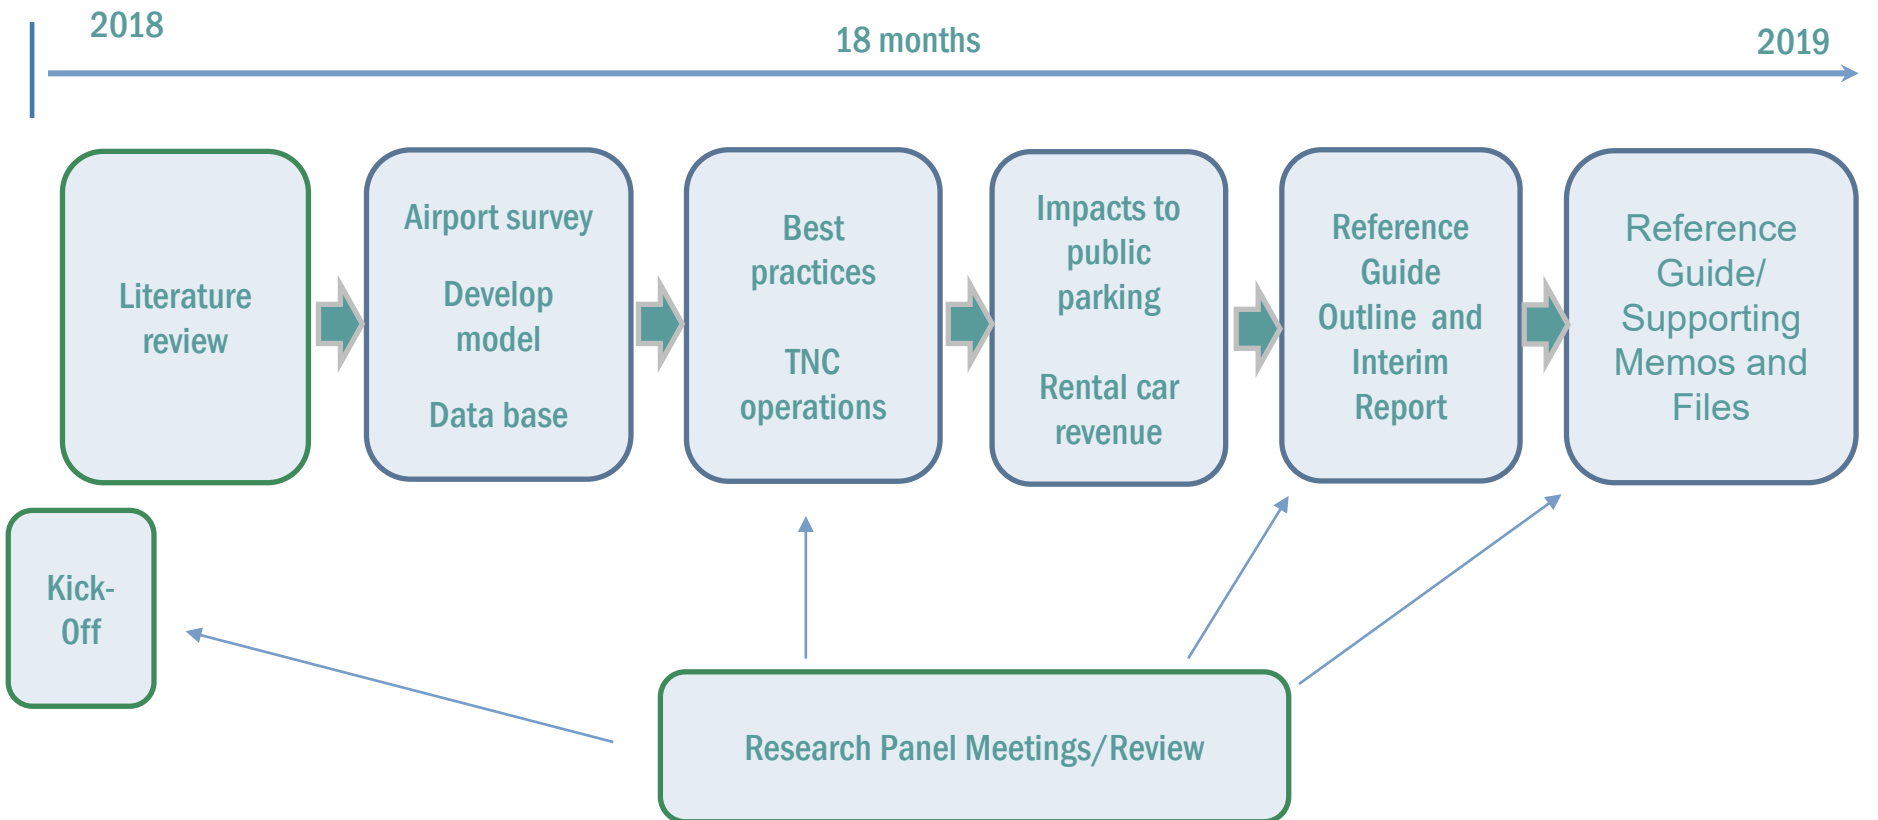 2018
18 months
2019
Literature
review
Airport survey
Develop
model
Data base
Best
practices
TNC
operations
Impacts to
public
parking
Rental car
revenue
Reference
Guide
Outline and
Interim
Report
Reference
Guide/
Supporting
Memos and
Files
Kick-
Off
Research Panel Meetings/Review